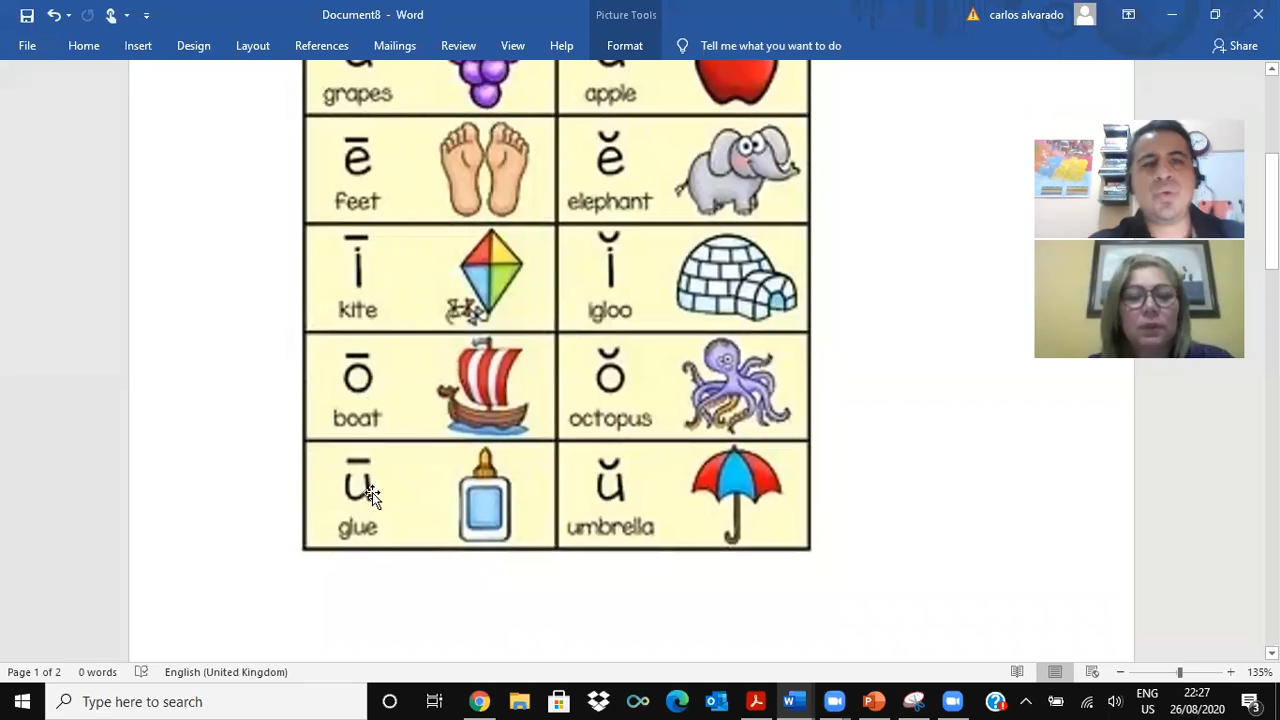 Document8 - Word
Picture Tools
carlos alvarado
File Home Insert Design Layout References Mailings Review View Help Format Tell me what you want to do Share
grapes apple
ē ĕ
feet elephant
ī ĭ
kite igloo
ō ŏ
boat octopus
ū ŭ
glue umbrella
Page 1 of 2 0 words English (United Kingdom) 135%
Type here to search
ENG 22:27
US 26/08/2020
3